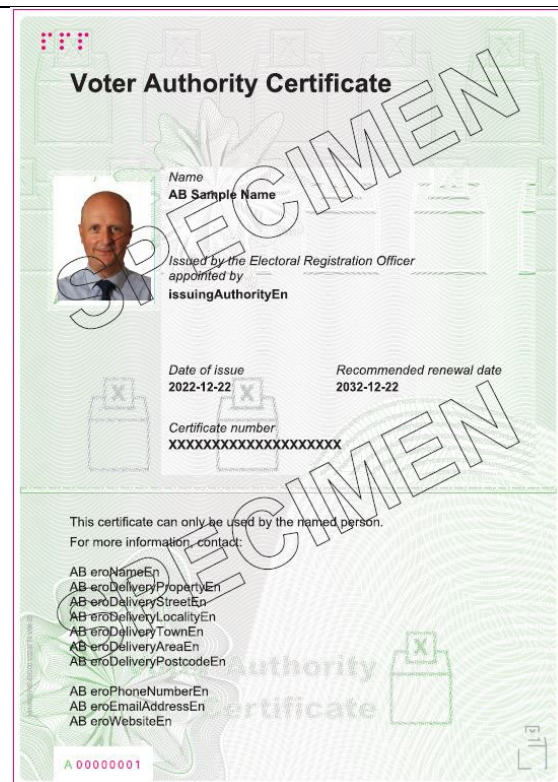 Voter Authority Certificate
Name
AB Sample Name
Issued by the Electoral Registration Officer
appointed by
issuingAuthorityEn
Date of issue
Recommended renewal date
2022-12-22
2032-12-22
Certificate number
XXXXXXXXXXXXXXXXXXXX
SPECIMEN
This certificate can only be used by the named person.
For more information, contact:
AB eroNameEn
AB eroDeliveryPropertyEn
AB eroDeliveryStreetEn
AB eroDeliveryLocalityEn
AB eroDeliveryTownEn
AB eroDeliveryAreaEn
AB eroDeliveryPostcodeEn
AB eroPhoneNumberEn
AB eroEmailAddressEn
AB eroWebsiteEn
SPECIMEN
Voter Authority
Certificate
A 00000001